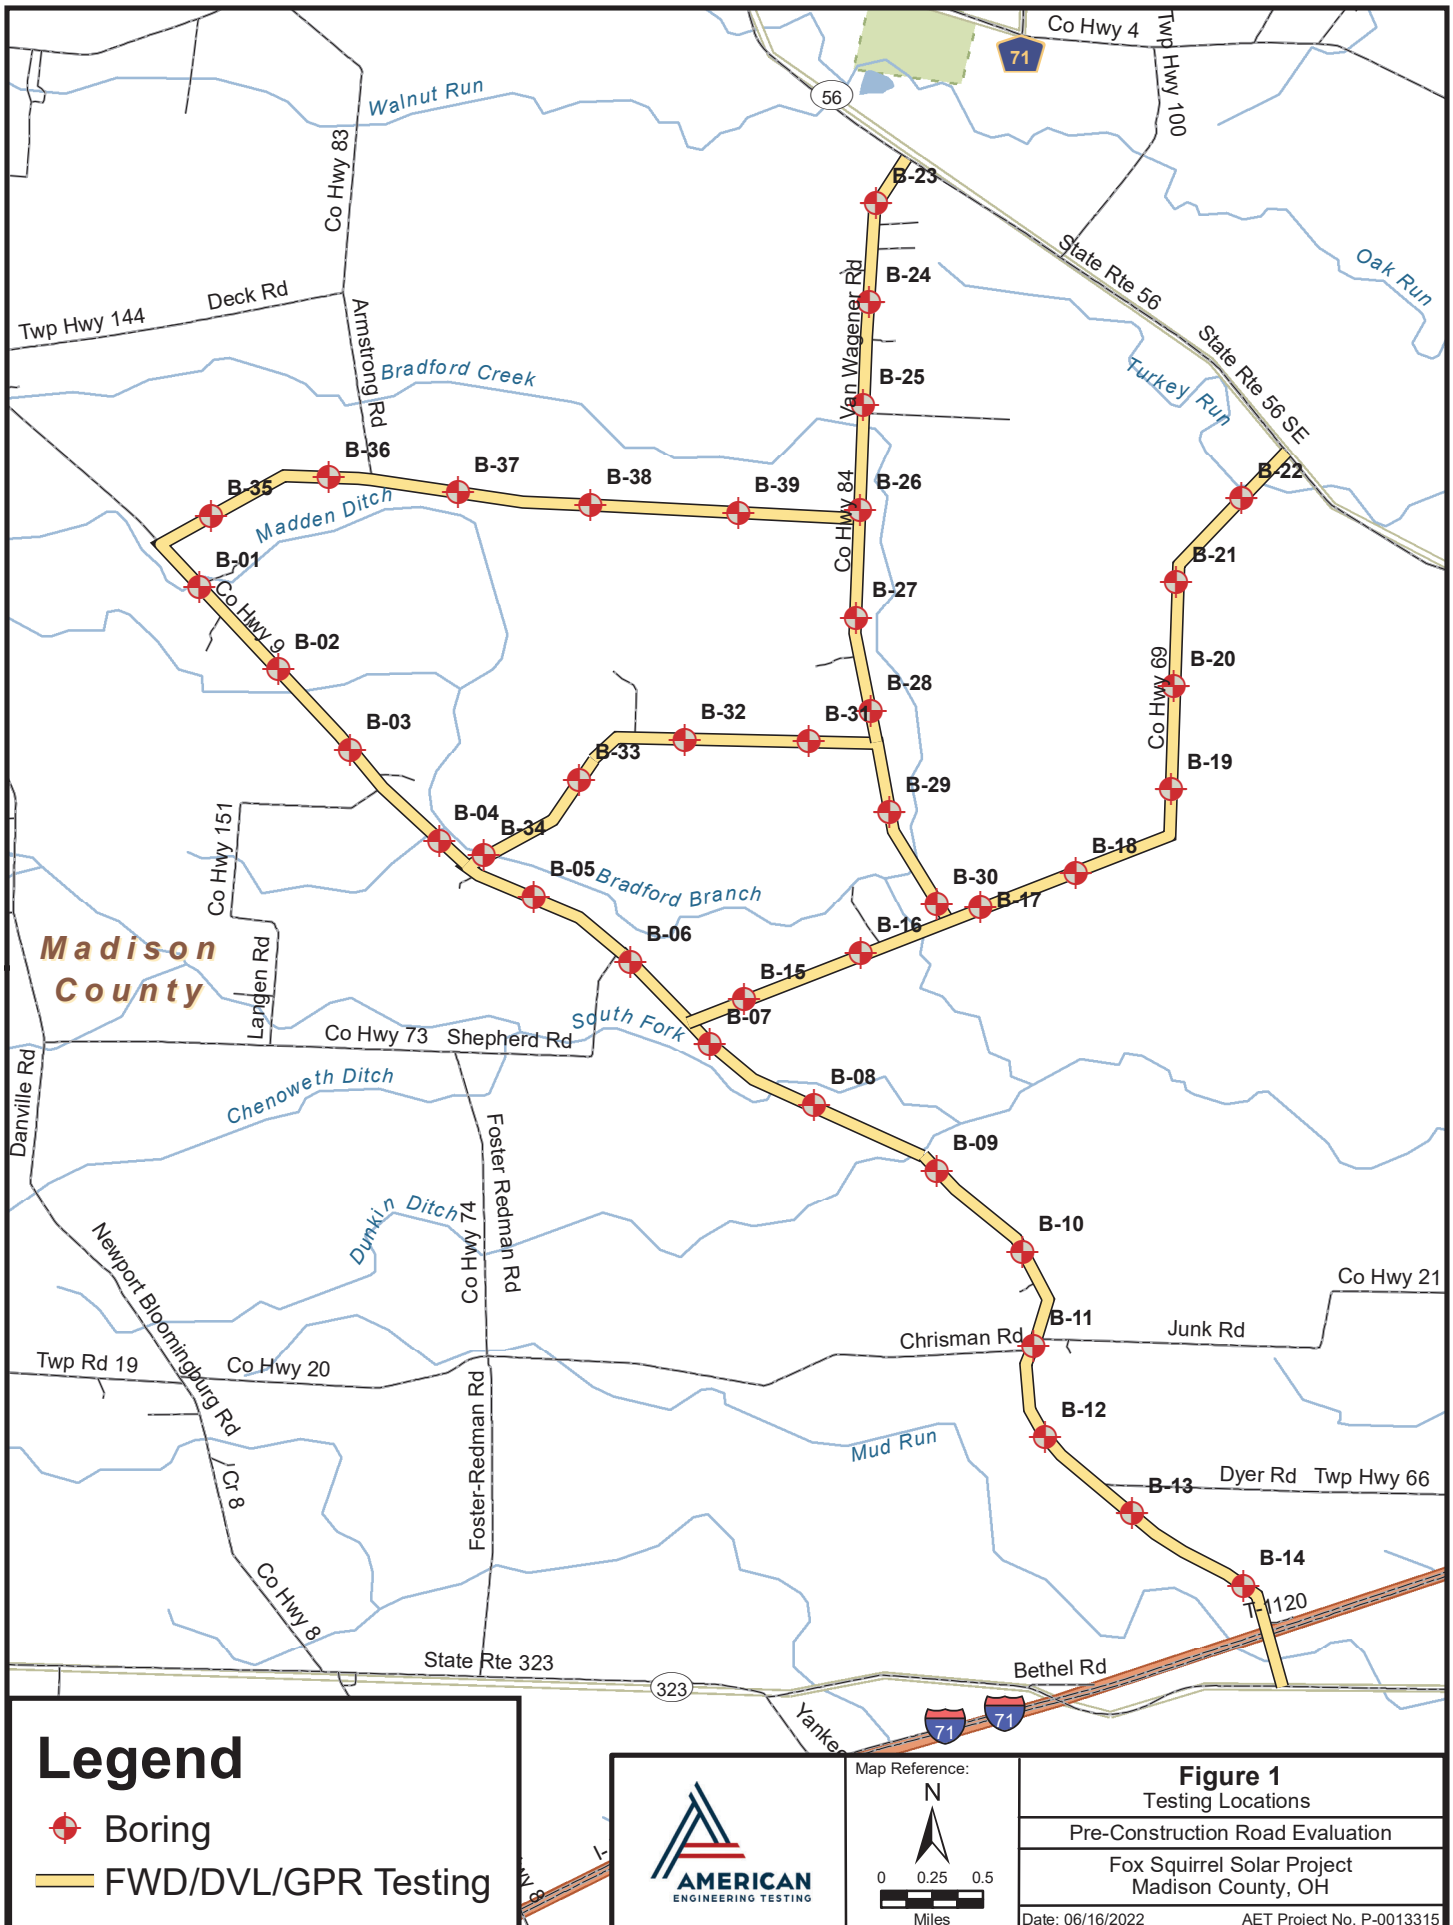 Co Hwy 4
71
Twp Hwy 100
56
Walnut Run
Co Hwy 83
B-23
State Rte 56
Oak Run
Van Wagener Rd
B-24
Deck Rd
Twp Hwy 144
Armstrong Rd
State Rte 56 SE
Bradford Creek
Turkey Run
B-25
B-36
B-37
B-38
B-39
B-26
B-22
B-35
Madden Ditch
Co Hwy 84
B-01
B-21
Co Hwy 9
B-27
B-02
B-20
Co Hwy 69
B-28
B-32
B-31
B-03
B-33
B-19
B-29
Co Hwy 151
B-04
B-34
B-18
B-05
Bradford Branch
B-30
B-17
B-16
B-06
Madison
County
Langen Rd
B-15
B-07
South Fork
Co Hwy 73
Shepherd Rd
Danville Rd
Chenoweth Ditch
B-08
Foster Redman Rd
B-09
Dunkin Ditch
Co Hwy 74
B-10
Newport Bloomingburg Rd
Co Hwy 21
B-11
Chrisman Rd
Junk Rd
Twp Rd 19
Co Hwy 20
Foster-Redman Rd
B-12
Mud Run
Cr 8
Dyer Rd
Twp Hwy 66
B-13
B-14
Co Hwy 8
T-1120
State Rte 323
323
Bethel Rd
71
71
Yankee
Legend
Boring
FWD/DVL/GPR Testing
I-
wy 8
AMERICAN
ENGINEERING TESTING
Map Reference:
N
0 0.25 0.5
Miles
Figure 1
Testing Locations
Pre-Construction Road Evaluation
Fox Squirrel Solar Project
Madison County, OH
Date: 06/16/2022 AET Project No. P-0013315